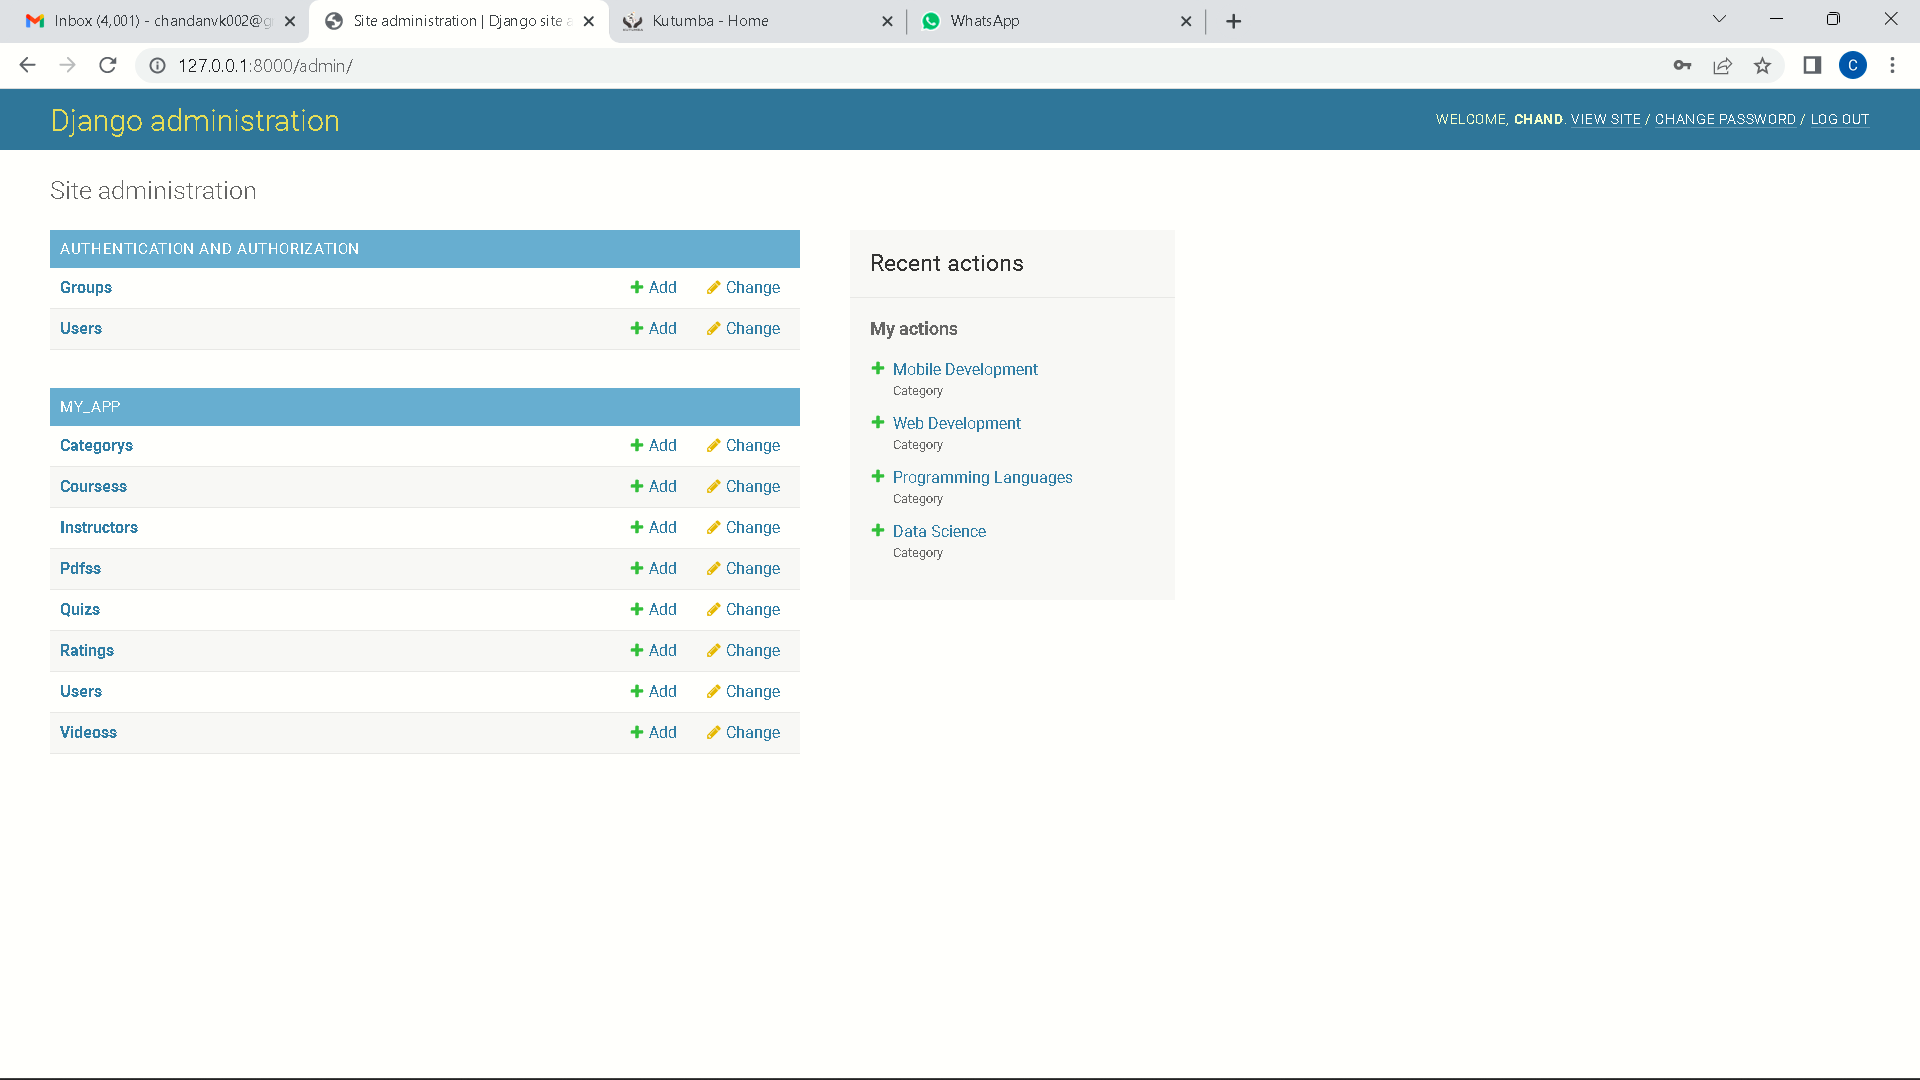 Inbox (4,001) - chandanvk002@g
Site administration | Django site a
Kutumba - Home
WhatsApp
127.0.0.1:8000/admin/
C
Django administration
WELCOME, CHAND. VIEW SITE / CHANGE PASSWORD / LOG OUT
Site administration
AUTHENTICATION AND AUTHORIZATION
Groups Add Change
Users Add Change
MY_APP
Categorys Add Change
Coursess Add Change
Instructors Add Change
Pdfss Add Change
Quizs Add Change
Ratings Add Change
Users Add Change
Videoss Add Change
Recent actions
My actions
Mobile Development
Category
Web Development
Category
Programming Languages
Category
Data Science
Category